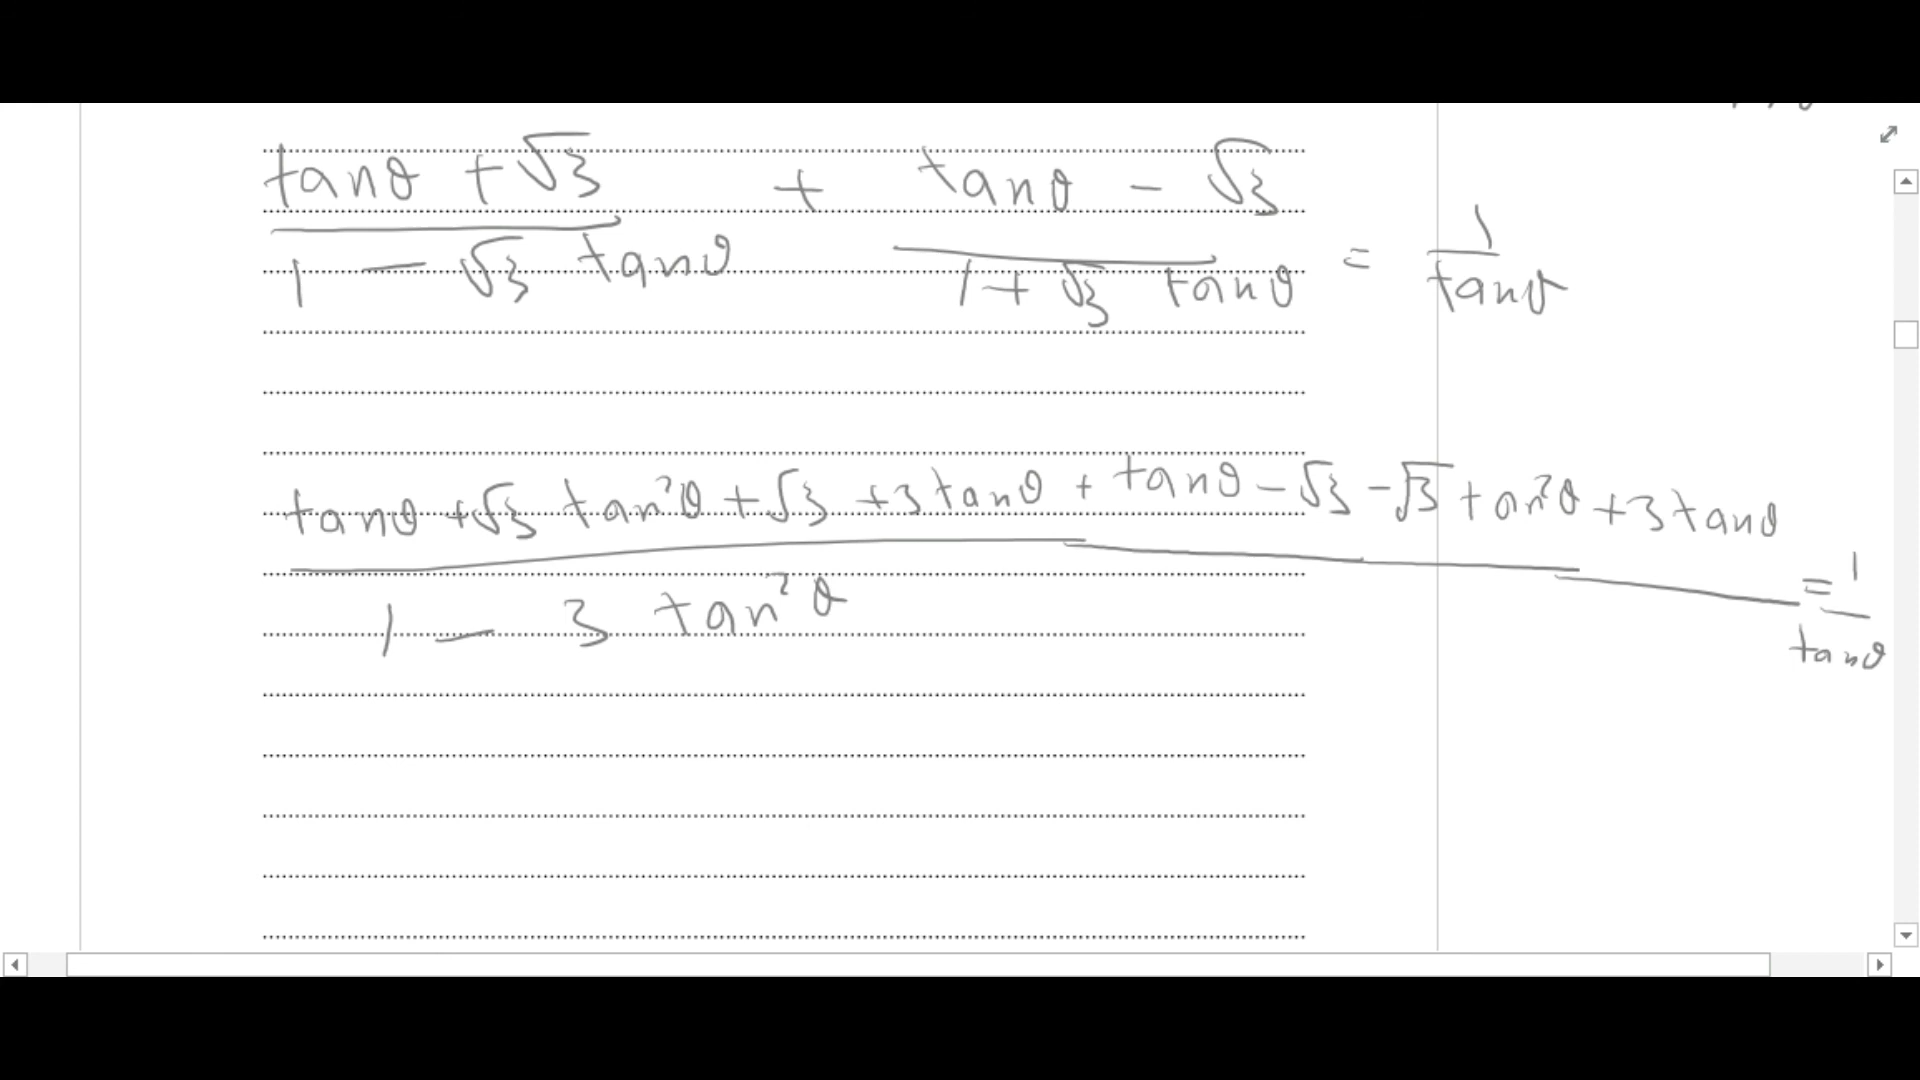 tanθ + √3 / 1 − √3 tanθ + tanθ − √3 / 1 + √3 tanθ = 1 / tanθ
tanθ + √3 tan²θ + √3 + 3 tanθ + tanθ − √3 − √3 tan²θ + 3 tanθ / 1 − 3 tan²θ = 1 / tanθ